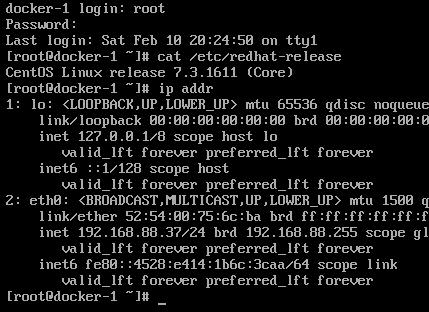 docker-1 login: root
Password:
Last login: Sat Feb 10 20:24:50 on tty1
[root@docker-1 ~]# cat /etc/redhat-release
CentOS Linux release 7.3.1611 (Core)
[root@docker-1 ~]# ip addr
1: lo: <LOOPBACK,UP,LOWER_UP> mtu 65536 qdisc noqueue
link/loopback 00:00:00:00:00:00 brd 00:00:00:00:0
inet 127.0.0.1/8 scope host lo
valid_lft forever preferred_lft forever
inet6 ::1/128 scope host
valid_lft forever preferred_lft forever
2: eth0: <BROADCAST,MULTICAST,UP,LOWER_UP> mtu 1500 q
link/ether 52:54:00:75:6c:ba brd ff:ff:ff:ff:ff:f
inet 192.168.88.37/24 brd 192.168.88.255 scope gl
valid_lft forever preferred_lft forever
inet6 fe80::4528:e414:1b6c:3caa/64 scope link
valid_lft forever preferred_lft forever
[root@docker-1 ~]# _